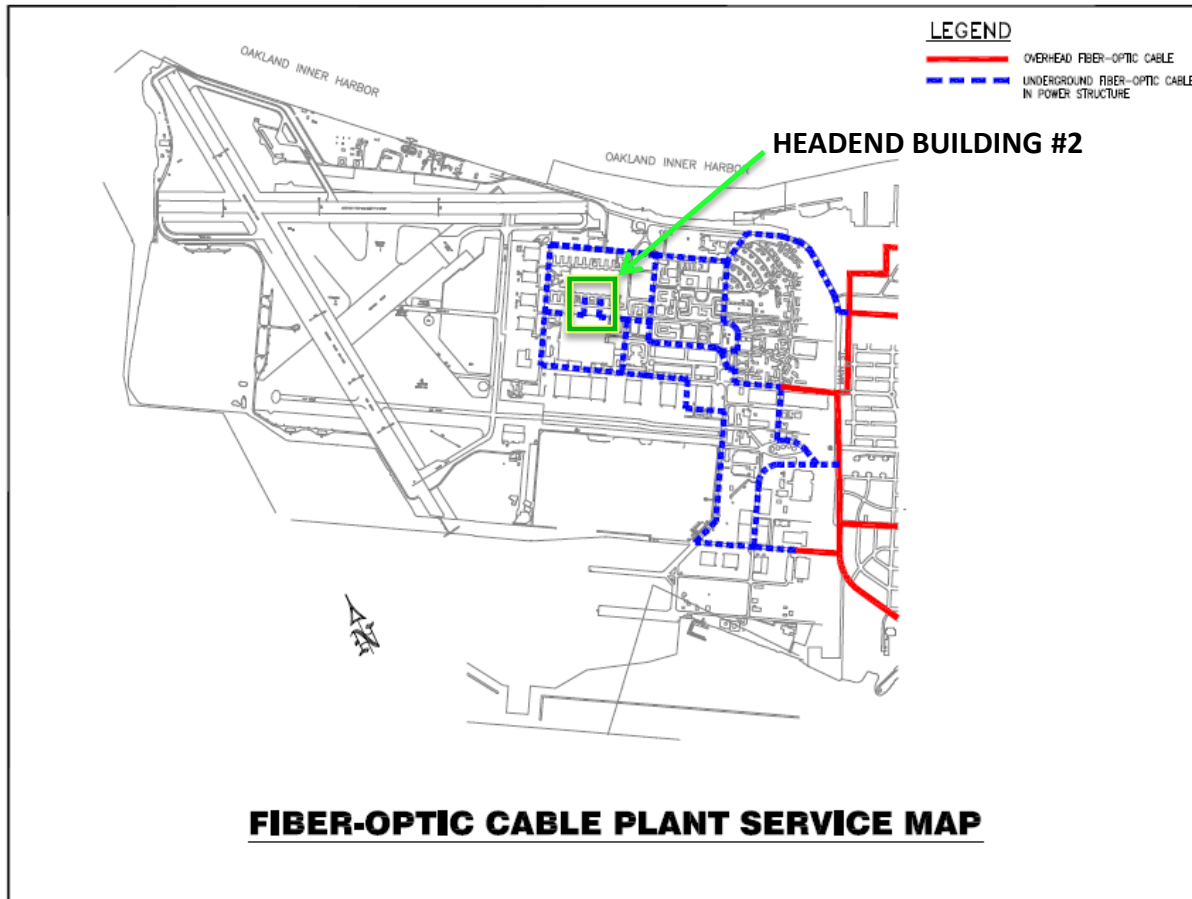 LEGEND
OVERHEAD FIBER-OPTIC CABLE
UNDERGROUND FIBER-OPTIC CABLE
IN POWER STRUCTURE
OAKLAND INNER HARBOR
HEADEND BUILDING #2
OAKLAND INNER HARBOR
N
FIBER-OPTIC CABLE PLANT SERVICE MAP